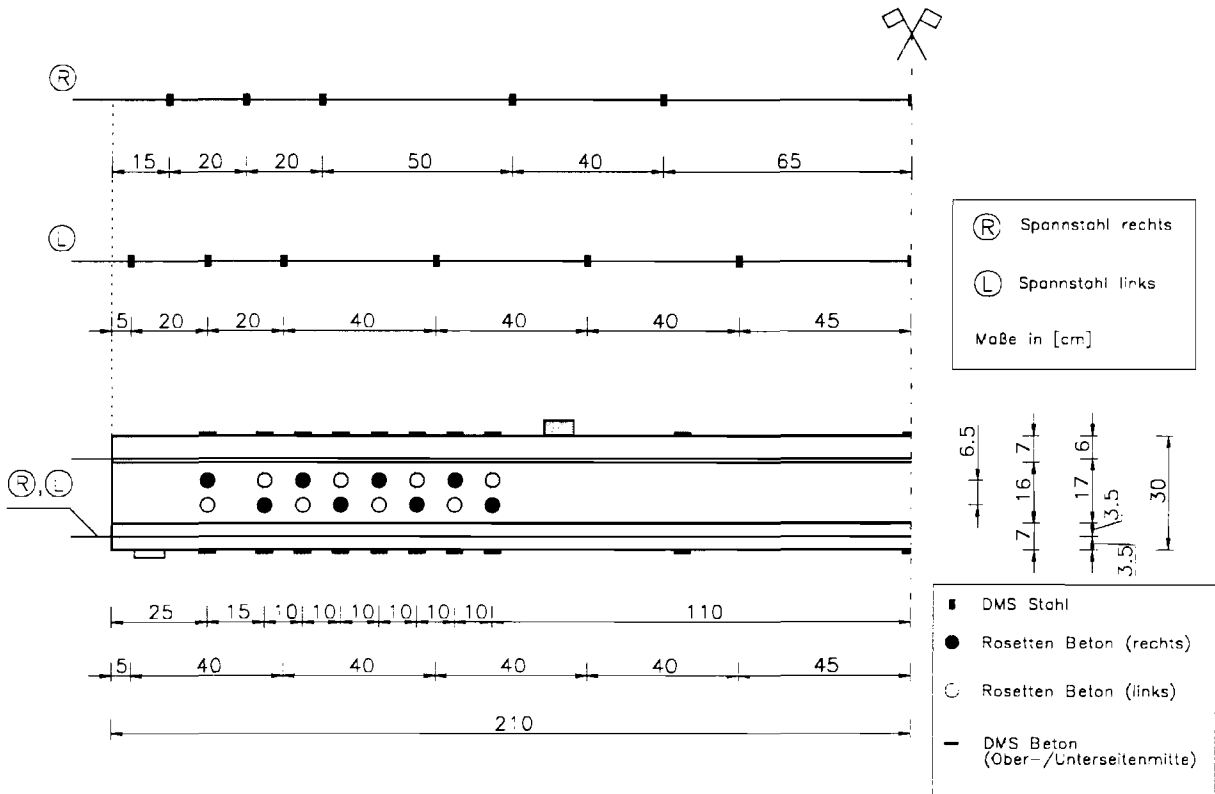 R
15 20 20 50 40 65
L
5 20 20 40 40 40 45
R Spannstahl rechts
L Spannstahl links
Maße in [cm]
R, L
6.5 7 16 7 6 17 3.5 3.5 30
25 15 10 10 10 10 10 10 110
5 40 40 40 40 45
210
DMS Stahl
Rosetten Beton (rechts)
Rosetten Beton (links)
DMS Beton
(Ober-/Unterseitenmitte)